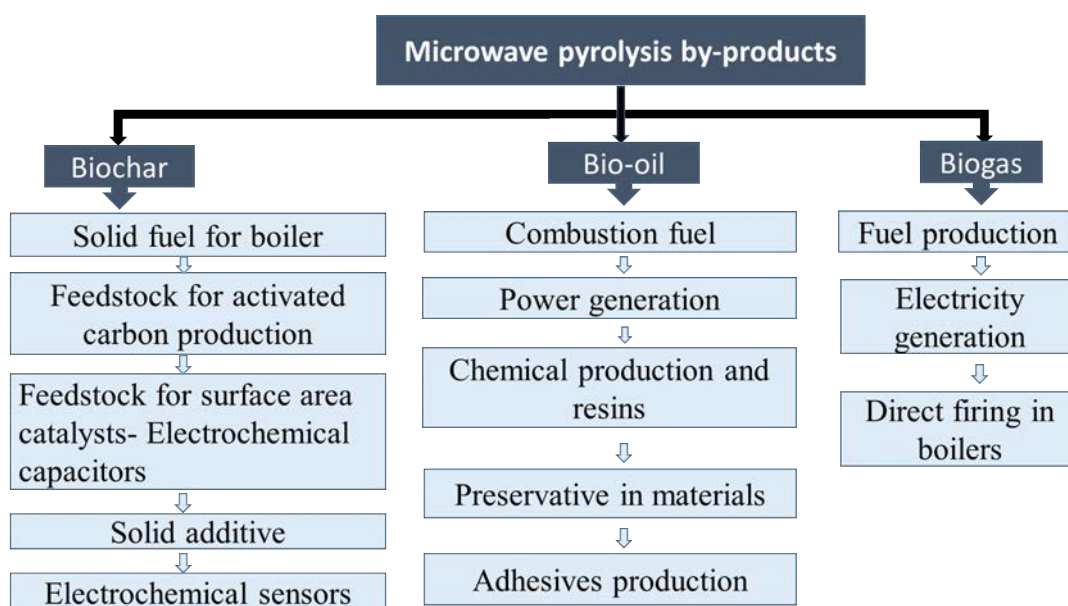 Microwave pyrolysis by-products
Biochar
Solid fuel for boiler
Feedstock for activated
carbon production
Feedstock for surface area
catalysts- Electrochemical
capacitors
Solid additive
Electrochemical sensors
Bio-oil
Combustion fuel
Power generation
Chemical production and
resins
Preservative in materials
Adhesives production
Biogas
Fuel production
Electricity
generation
Direct firing in
boilers